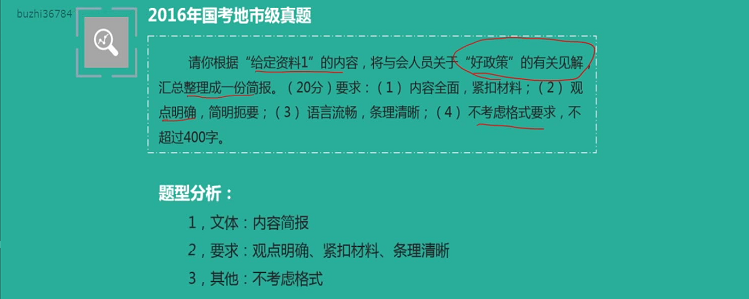 buzhi36784
2016年国考地市级真题
请你根据“给定资料1”的内容，将与会人员关于“好政策”的有关见解，
汇总整理成一份简报。（20分）要求：（1）内容全面，紧扣材料；（2）观
点明确，简明扼要；（3）语言流畅，条理清晰；（4）不考虑格式要求，不
超过400字。
题型分析：
1，文体：内容简报
2，要求：观点明确、紧扣材料、条理清晰
3，其他：不考虑格式